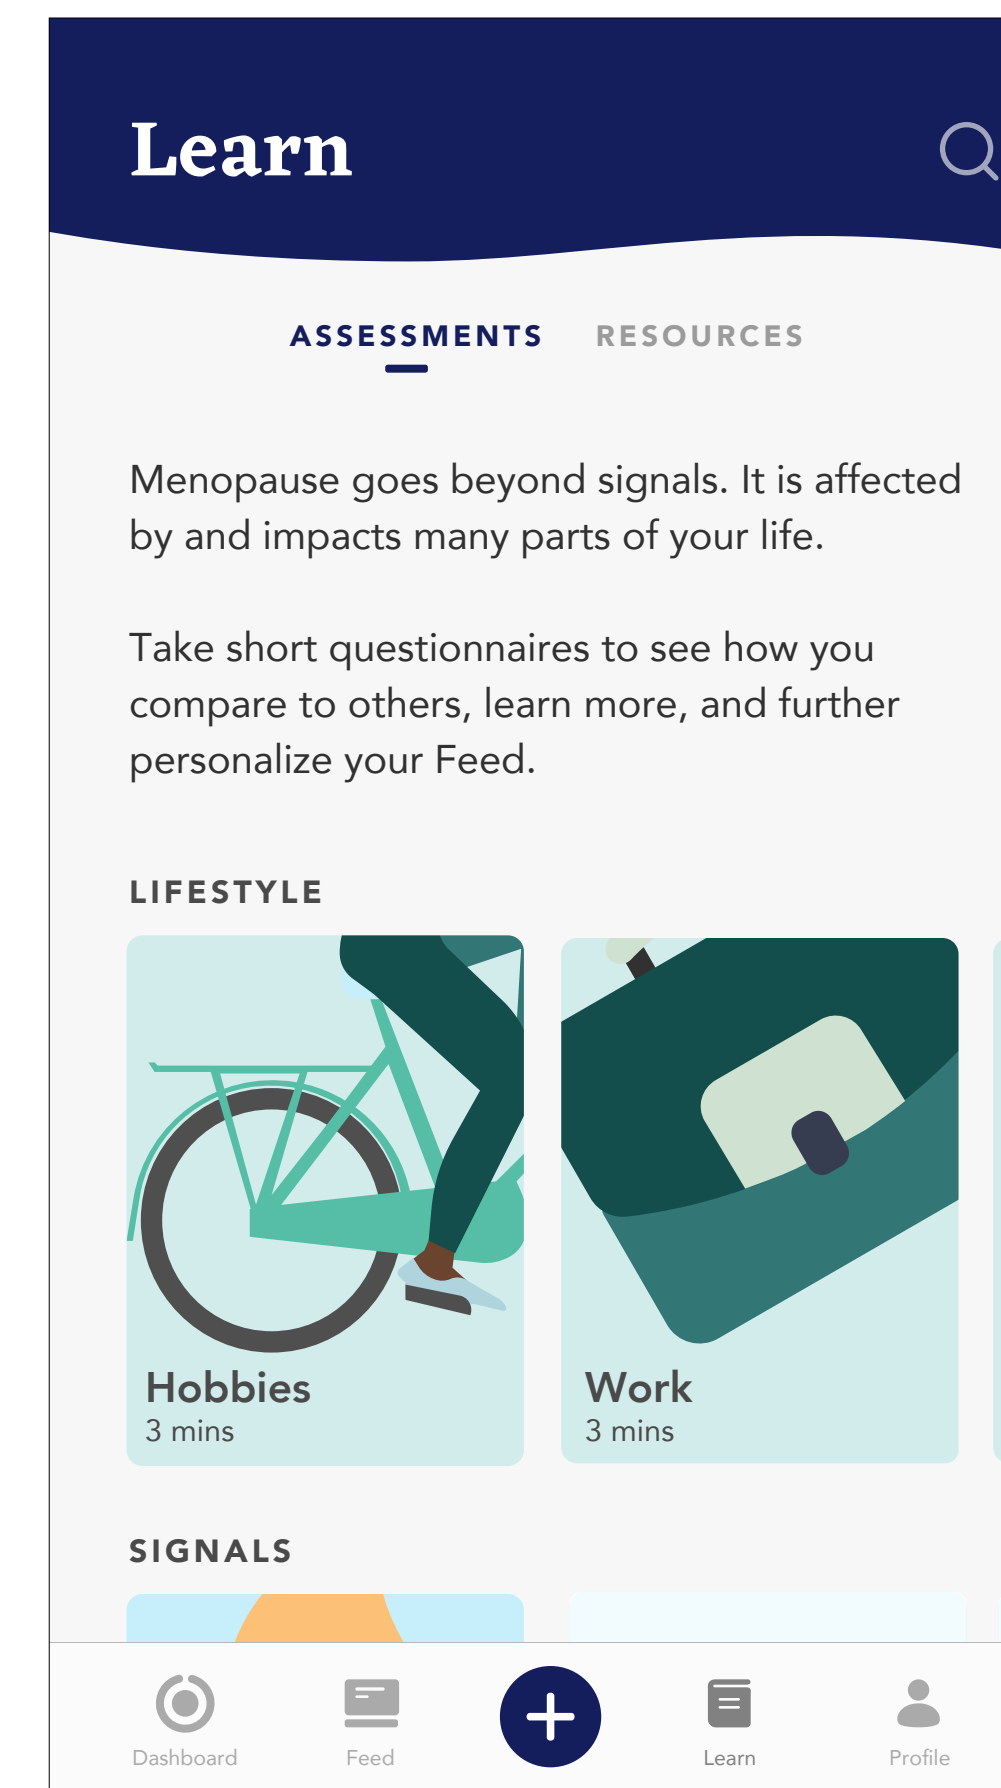 Learn
ASSESSMENTS RESOURCES
Menopause goes beyond signals. It is affected
by and impacts many parts of your life.
Take short questionnaires to see how you
compare to others, learn more, and further
personalize your Feed.
LIFESTYLE
Hobbies
3 mins
Work
3 mins
SIGNALS
Dashboard Feed Learn Profile